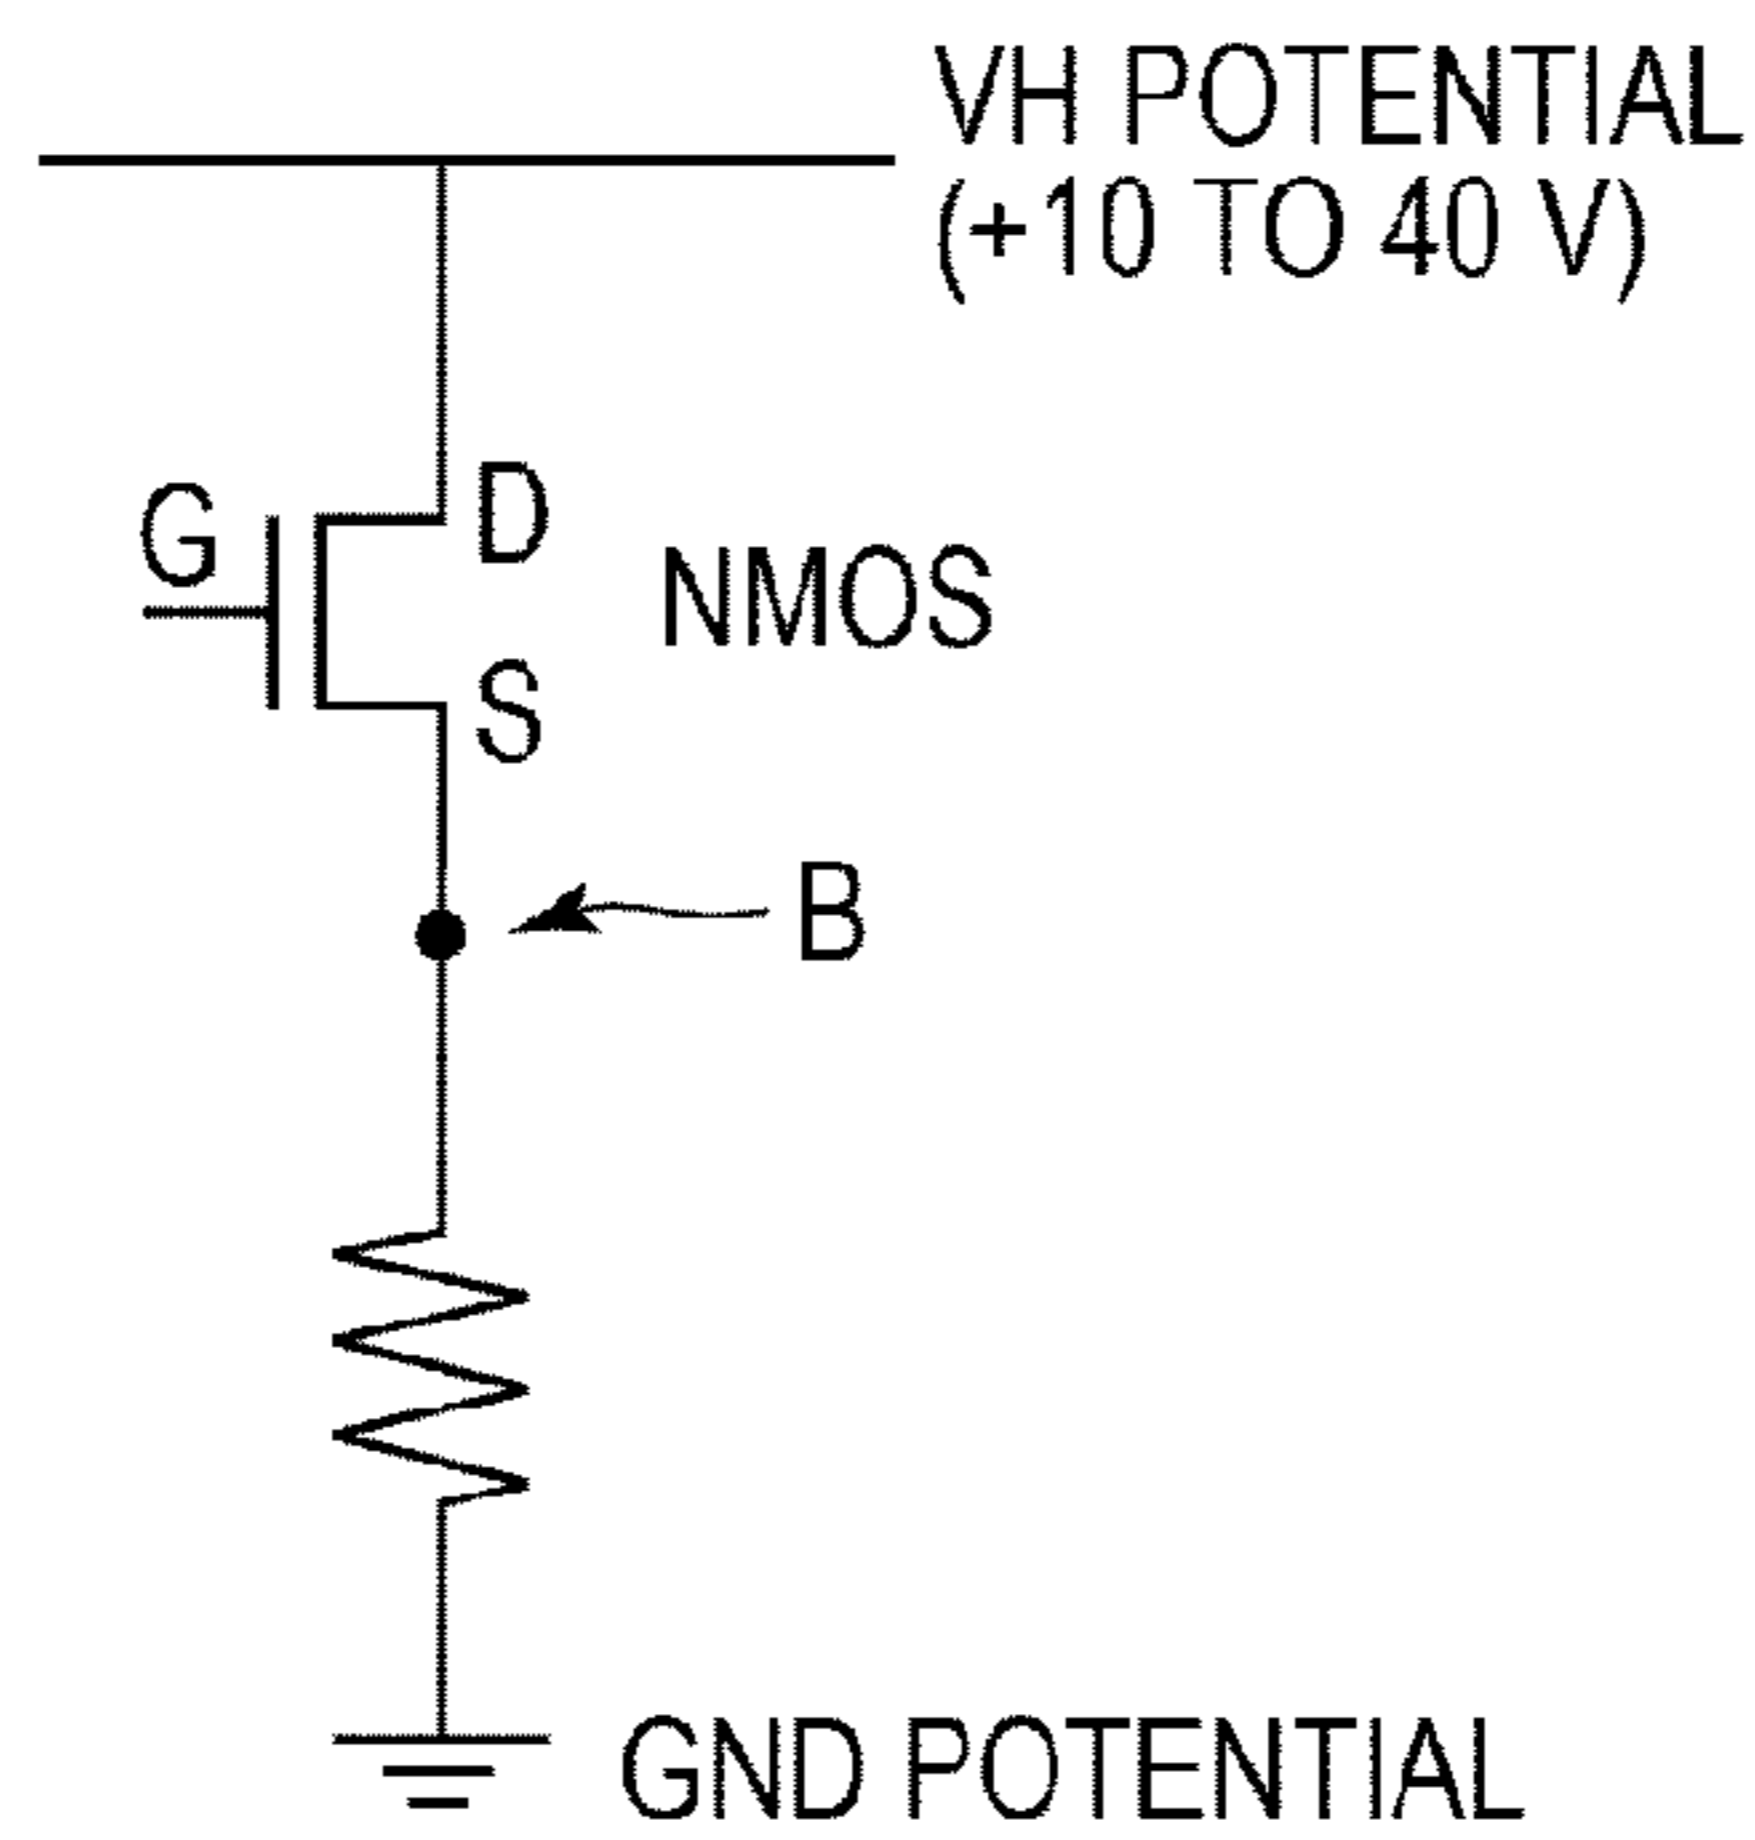 VH POTENTIAL
(+10 TO 40 V)
G
D
NMOS
S
B
GND POTENTIAL